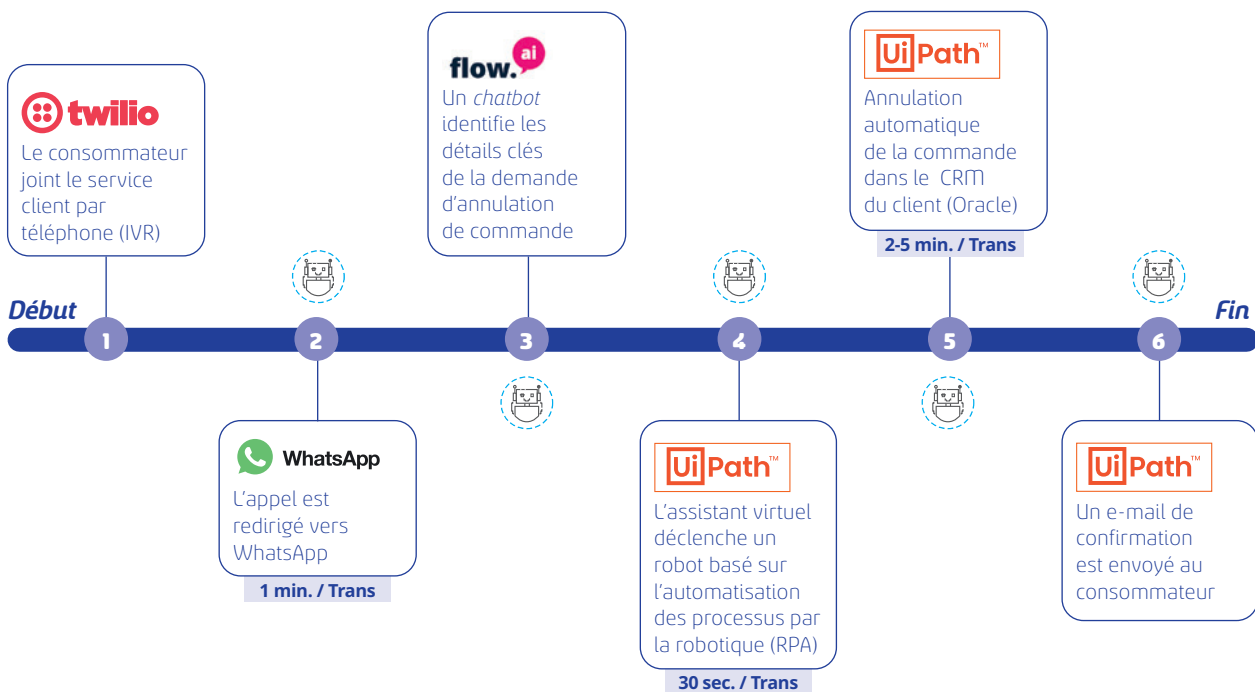 Début
twilio
Le consommateur
joint le service
client par
téléphone (IVR)
1
2
WhatsApp
L'appel est
redirigé vers
WhatsApp
1 min. / Trans
flow.ai
Un chatbot
identifie les
détails clés
de la demande
d'annulation
de commande
3
4
UiPath™
L'assistant virtuel
déclenche un
robot basé sur
l'automatisation
des processus par
la robotique (RPA)
30 sec. / Trans
UiPath™
Annulation
automatique
de la commande
dans le CRM
du client (Oracle)
2-5 min. / Trans
5
6
UiPath™
Un e-mail de
confirmation
est envoyé au
consommateur
Fin